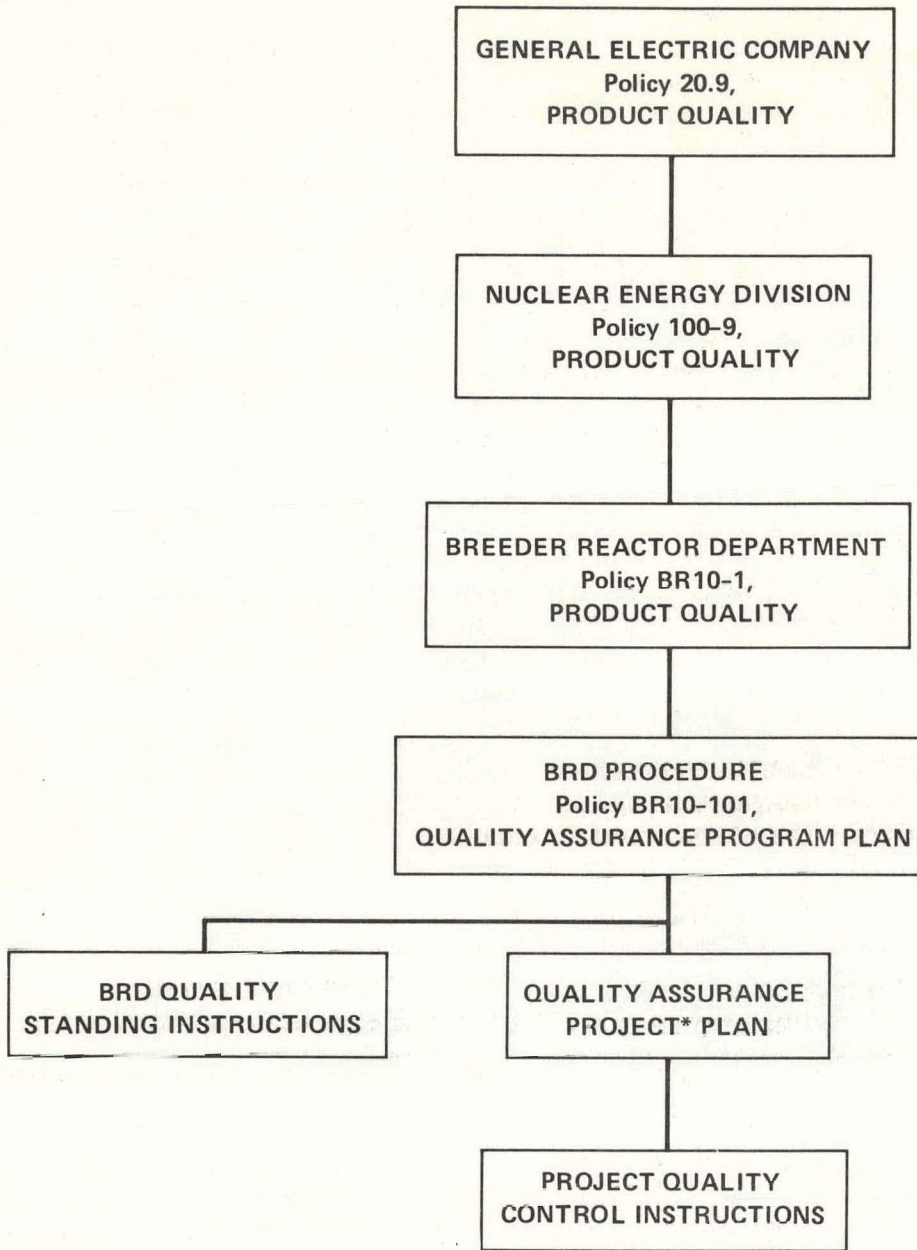 GENERAL ELECTRIC COMPANY
Policy 20.9,
PRODUCT QUALITY
NUCLEAR ENERGY DIVISION
Policy 100-9,
PRODUCT QUALITY
BREEDER REACTOR DEPARTMENT
Policy BR10-1,
PRODUCT QUALITY
BRD PROCEDURE
Policy BR10-101,
QUALITY ASSURANCE PROGRAM PLAN
BRD QUALITY
STANDING INSTRUCTIONS
QUALITY ASSURANCE
PROJECT* PLAN
PROJECT QUALITY
CONTROL INSTRUCTIONS